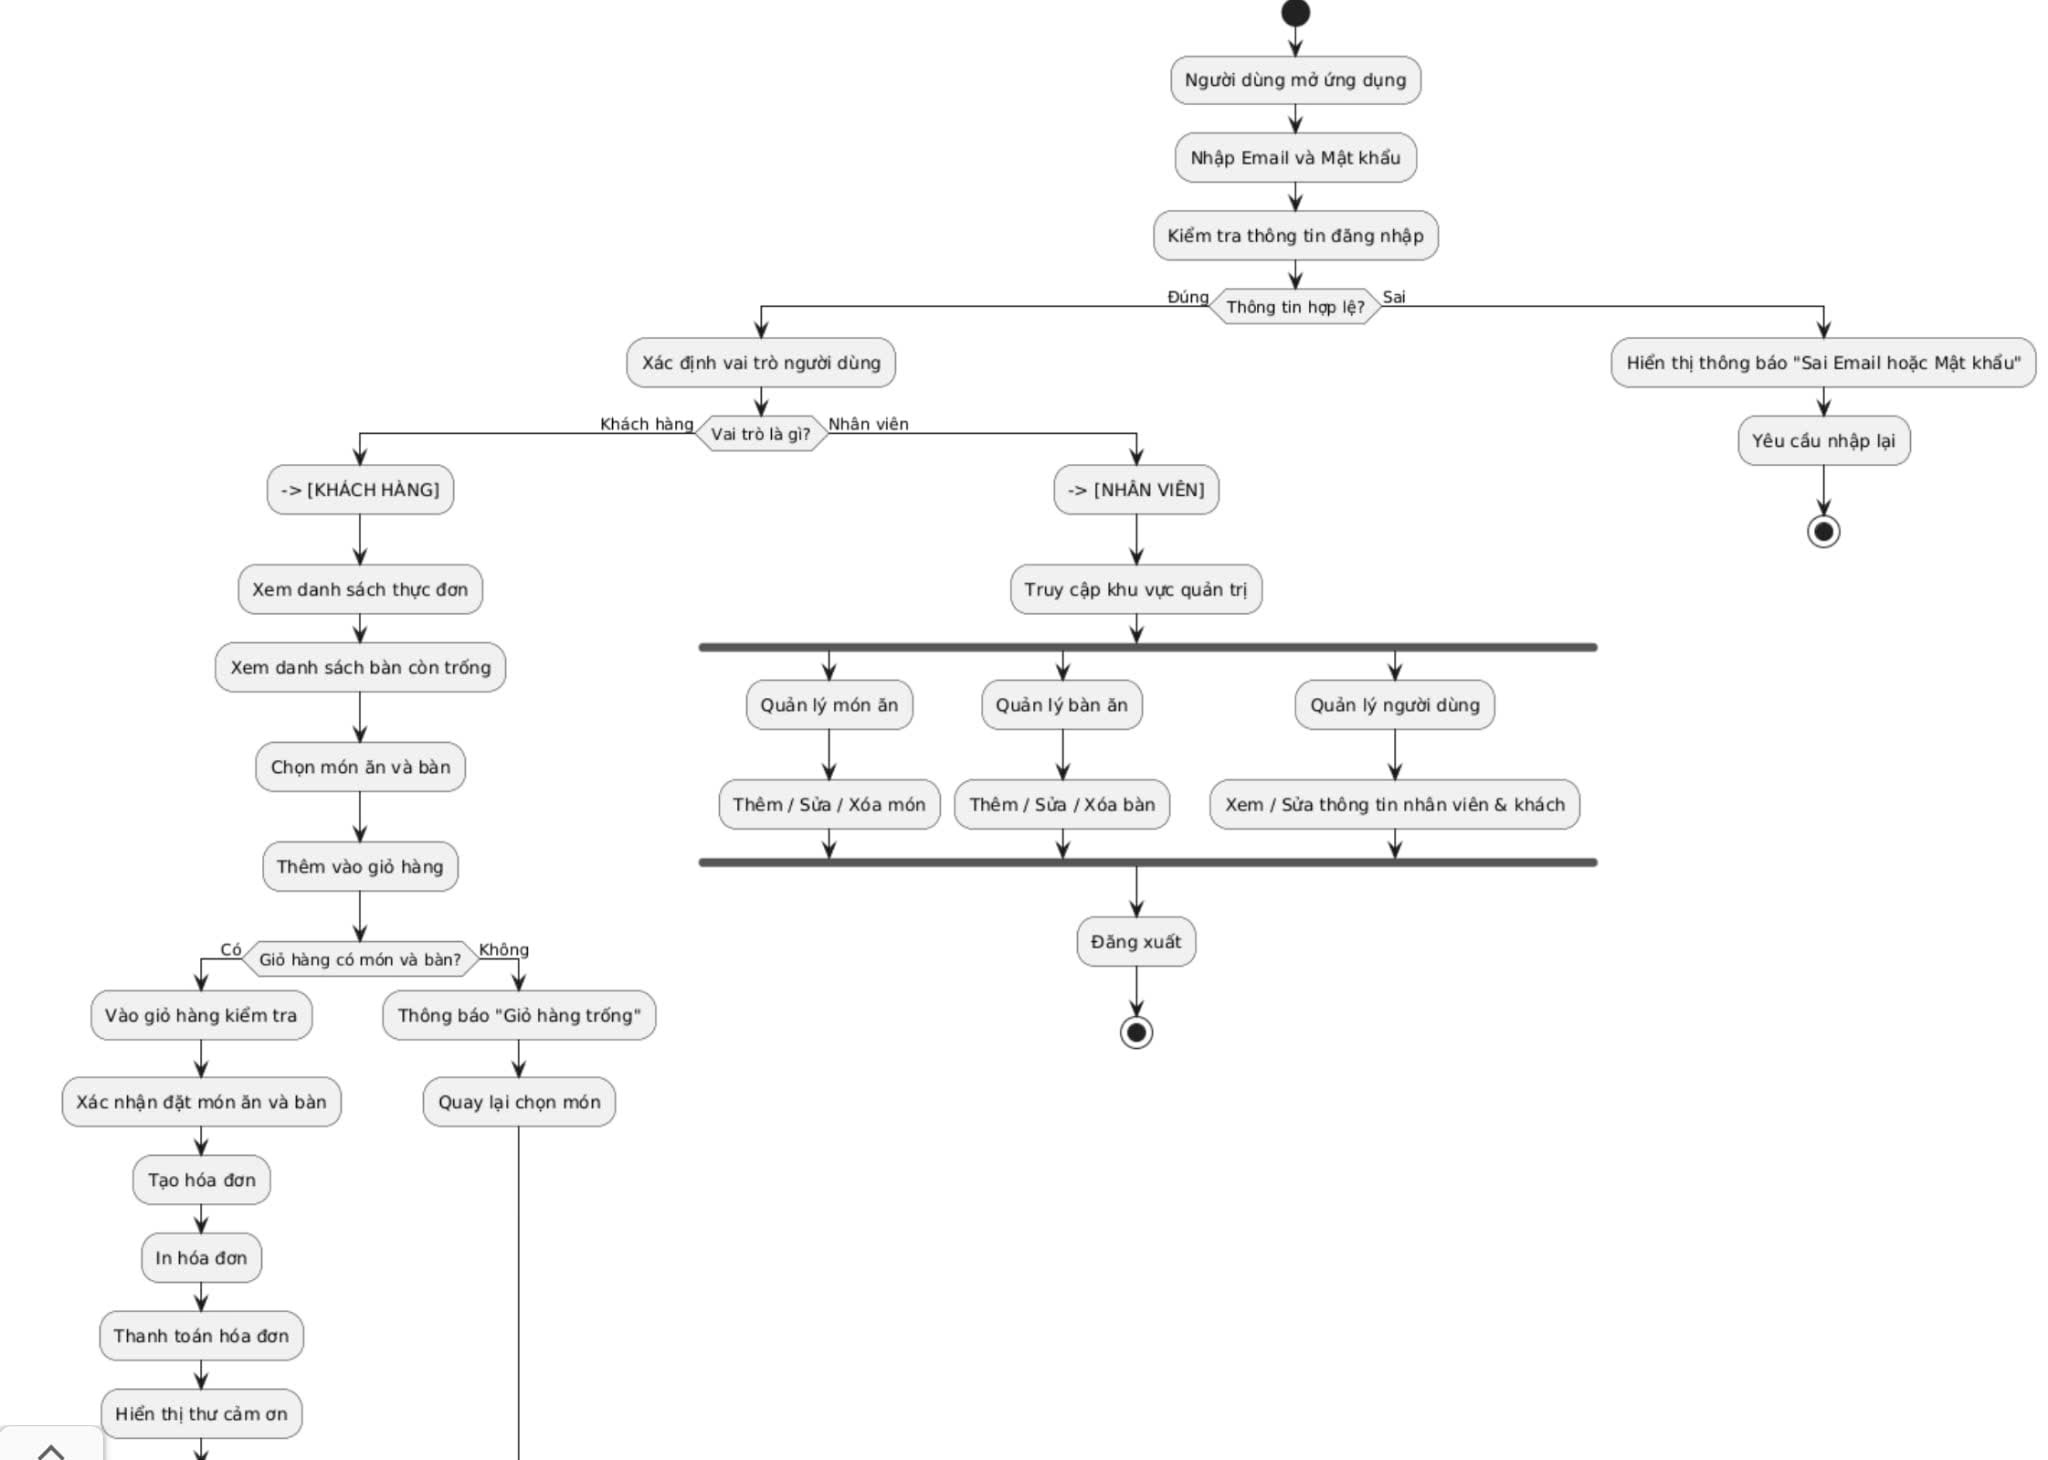 Người dùng mở ứng dụng
Nhập Email và Mật khẩu
Kiểm tra thông tin đăng nhập
Đúng
Thông tin hợp lệ?
Sai
Xác định vai trò người dùng
Hiển thị thông báo "Sai Email hoặc Mật khẩu"
Khách hàng
Vai trò là gì?
Nhân viên
Yêu cầu nhập lại
-> [KHÁCH HÀNG]
-> [NHÂN VIÊN]
Xem danh sách thực đơn
Truy cập khu vực quản trị
Xem danh sách bàn còn trống
Quản lý món ăn
Quản lý bàn ăn
Quản lý người dùng
Chọn món ăn và bàn
Thêm / Sửa / Xóa món
Thêm / Sửa / Xóa bàn
Xem / Sửa thông tin nhân viên & khách
Thêm vào giỏ hàng
Đăng xuất
Có
Giỏ hàng có món và bàn?
Không
Vào giỏ hàng kiểm tra
Thông báo "Giỏ hàng trống"
Xác nhận đặt món ăn và bàn
Quay lại chọn món
Tạo hóa đơn
In hóa đơn
Thanh toán hóa đơn
Hiển thị thư cảm ơn